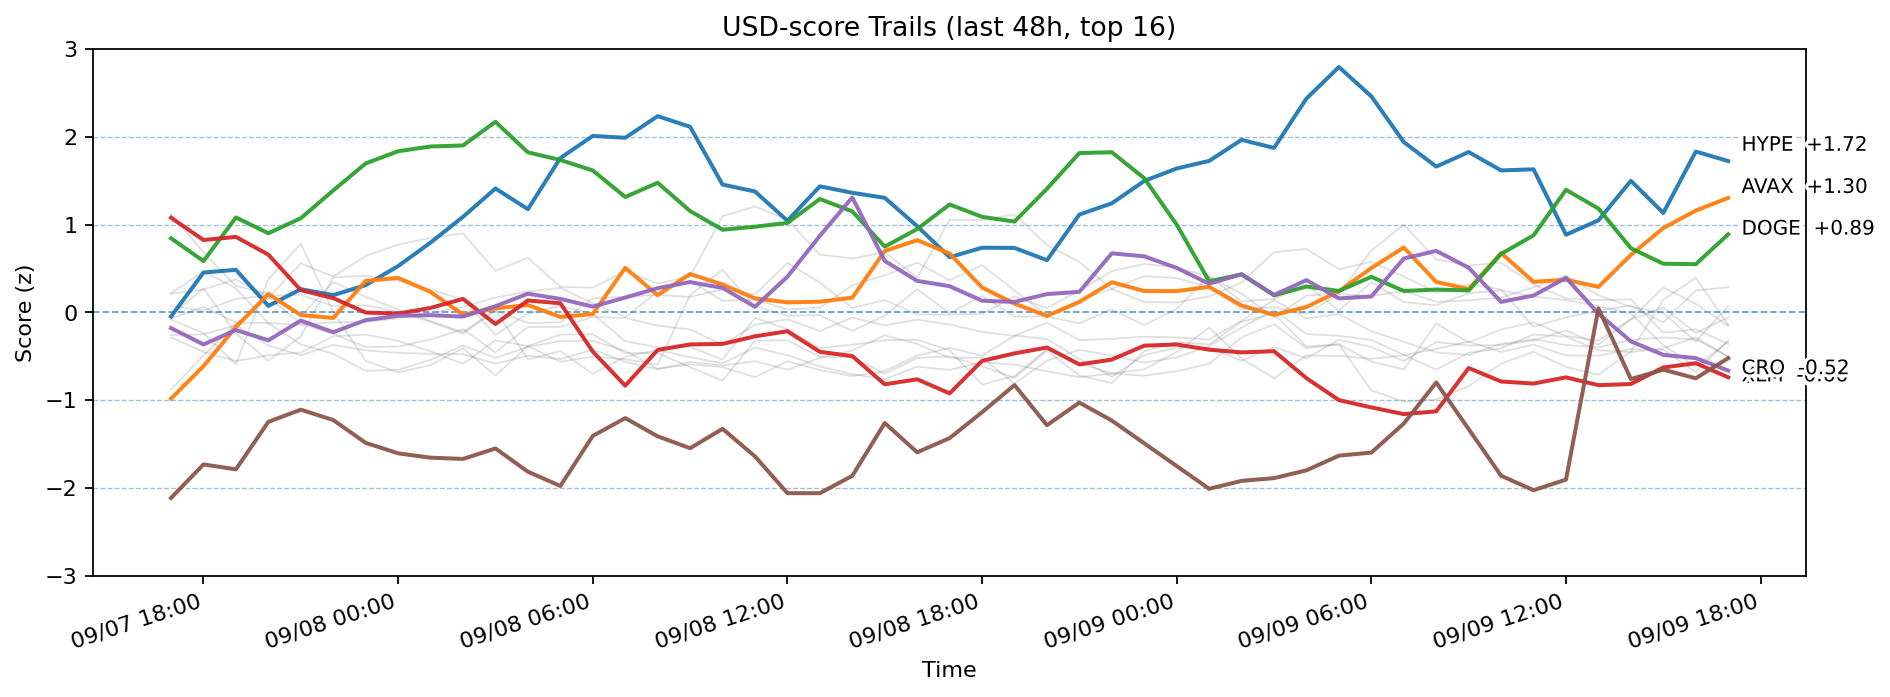 USD-score Trails (last 48h, top 16)
Score (z)
3
2
1
0
−1
−2
−3
HYPE +1.72
AVAX +1.30
DOGE +0.89
CRO -0.52
09/07 18:00
09/08 00:00
09/08 06:00
09/08 12:00
09/08 18:00
09/09 00:00
09/09 06:00
09/09 12:00
09/09 18:00
Time